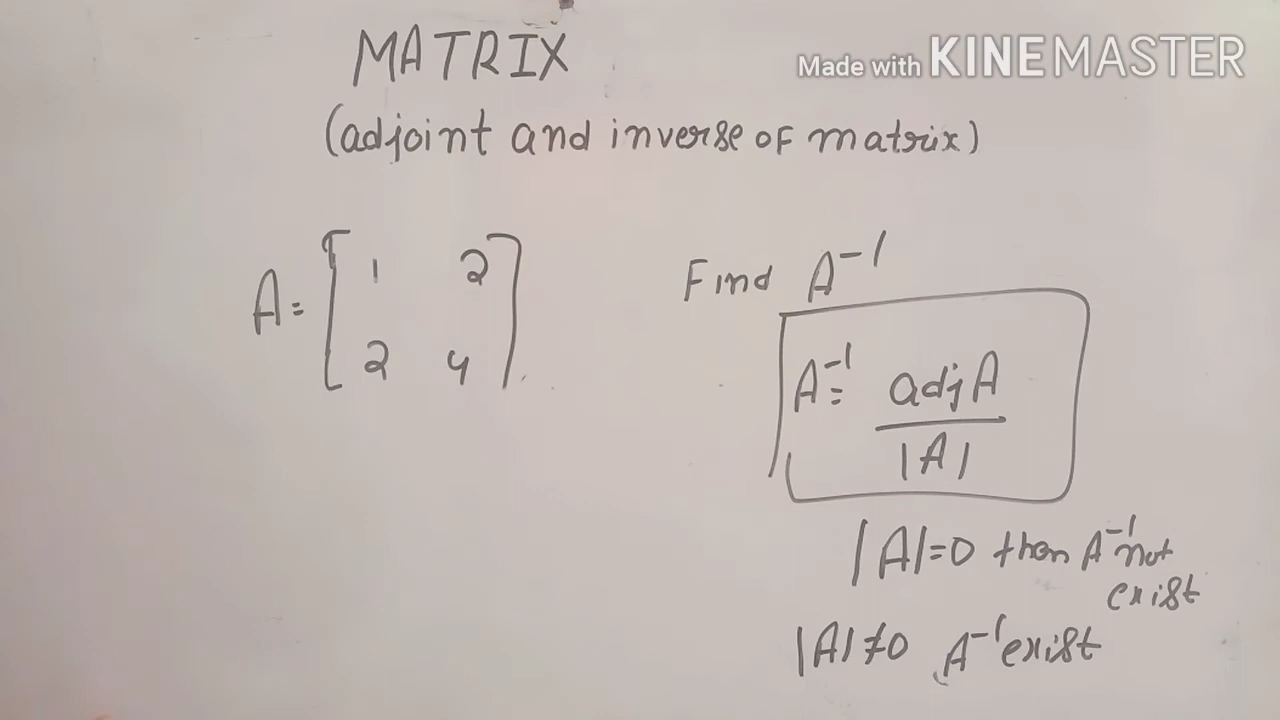 MATRIX
Made with KINEMASTER
(adjoint and inverse of matrix)
A = [ 1 2
2 4 ]
Find A⁻¹
A⁻¹ = adj A
|A|
|A| = 0 then A⁻¹ not
exist
|A| ≠ 0 A⁻¹ exist